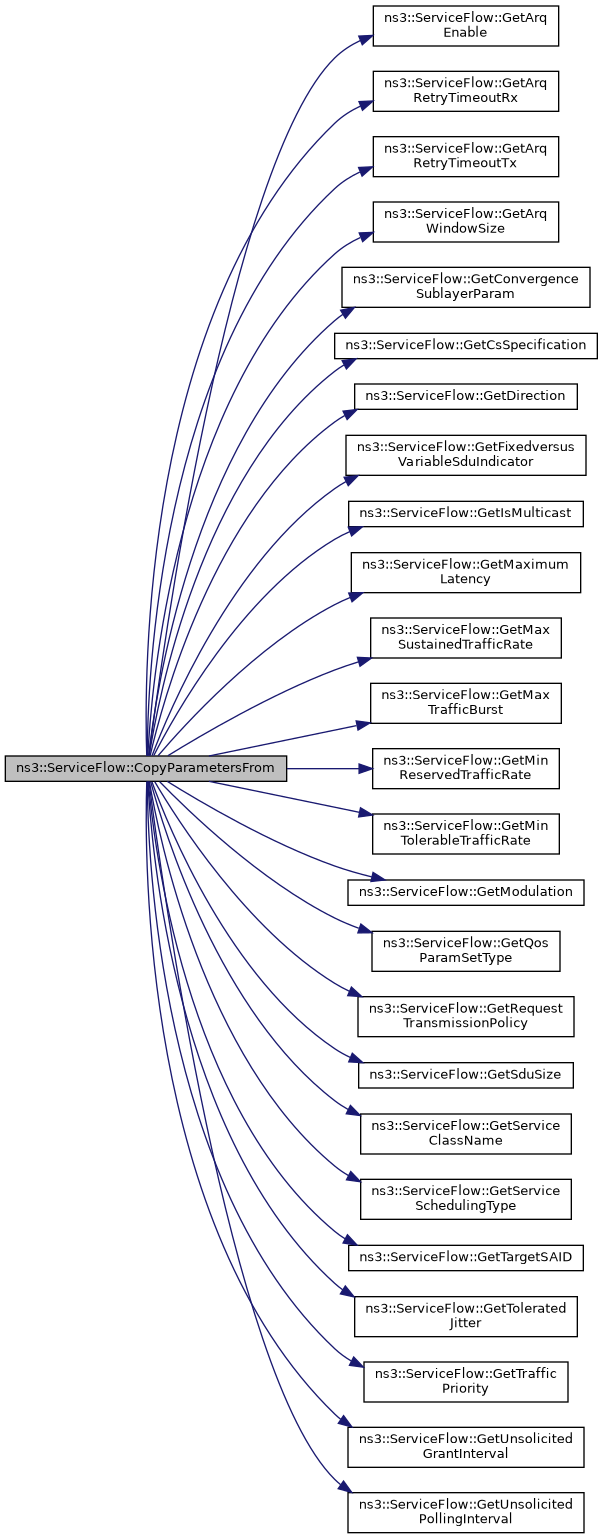 ns3::ServiceFlow::GetArq
Enable
ns3::ServiceFlow::GetArq
RetryTimeoutRx
ns3::ServiceFlow::GetArq
RetryTimeoutTx
ns3::ServiceFlow::GetArq
WindowSize
ns3::ServiceFlow::GetConvergence
SublayerParam
ns3::ServiceFlow::GetCsSpecification
ns3::ServiceFlow::GetDirection
ns3::ServiceFlow::GetFixedversus
VariableSduIndicator
ns3::ServiceFlow::GetIsMulticast
ns3::ServiceFlow::GetMaximum
Latency
ns3::ServiceFlow::GetMax
SustainedTrafficRate
ns3::ServiceFlow::GetMax
TrafficBurst
ns3::ServiceFlow::CopyParametersFrom
ns3::ServiceFlow::GetMin
ReservedTrafficRate
ns3::ServiceFlow::GetMin
TolerableTrafficRate
ns3::ServiceFlow::GetModulation
ns3::ServiceFlow::GetQos
ParamSetType
ns3::ServiceFlow::GetRequest
TransmissionPolicy
ns3::ServiceFlow::GetSduSize
ns3::ServiceFlow::GetService
ClassName
ns3::ServiceFlow::GetService
SchedulingType
ns3::ServiceFlow::GetTargetSAID
ns3::ServiceFlow::GetTolerated
Jitter
ns3::ServiceFlow::GetTraffic
Priority
ns3::ServiceFlow::GetUnsolicited
GrantInterval
ns3::ServiceFlow::GetUnsolicited
PollingInterval